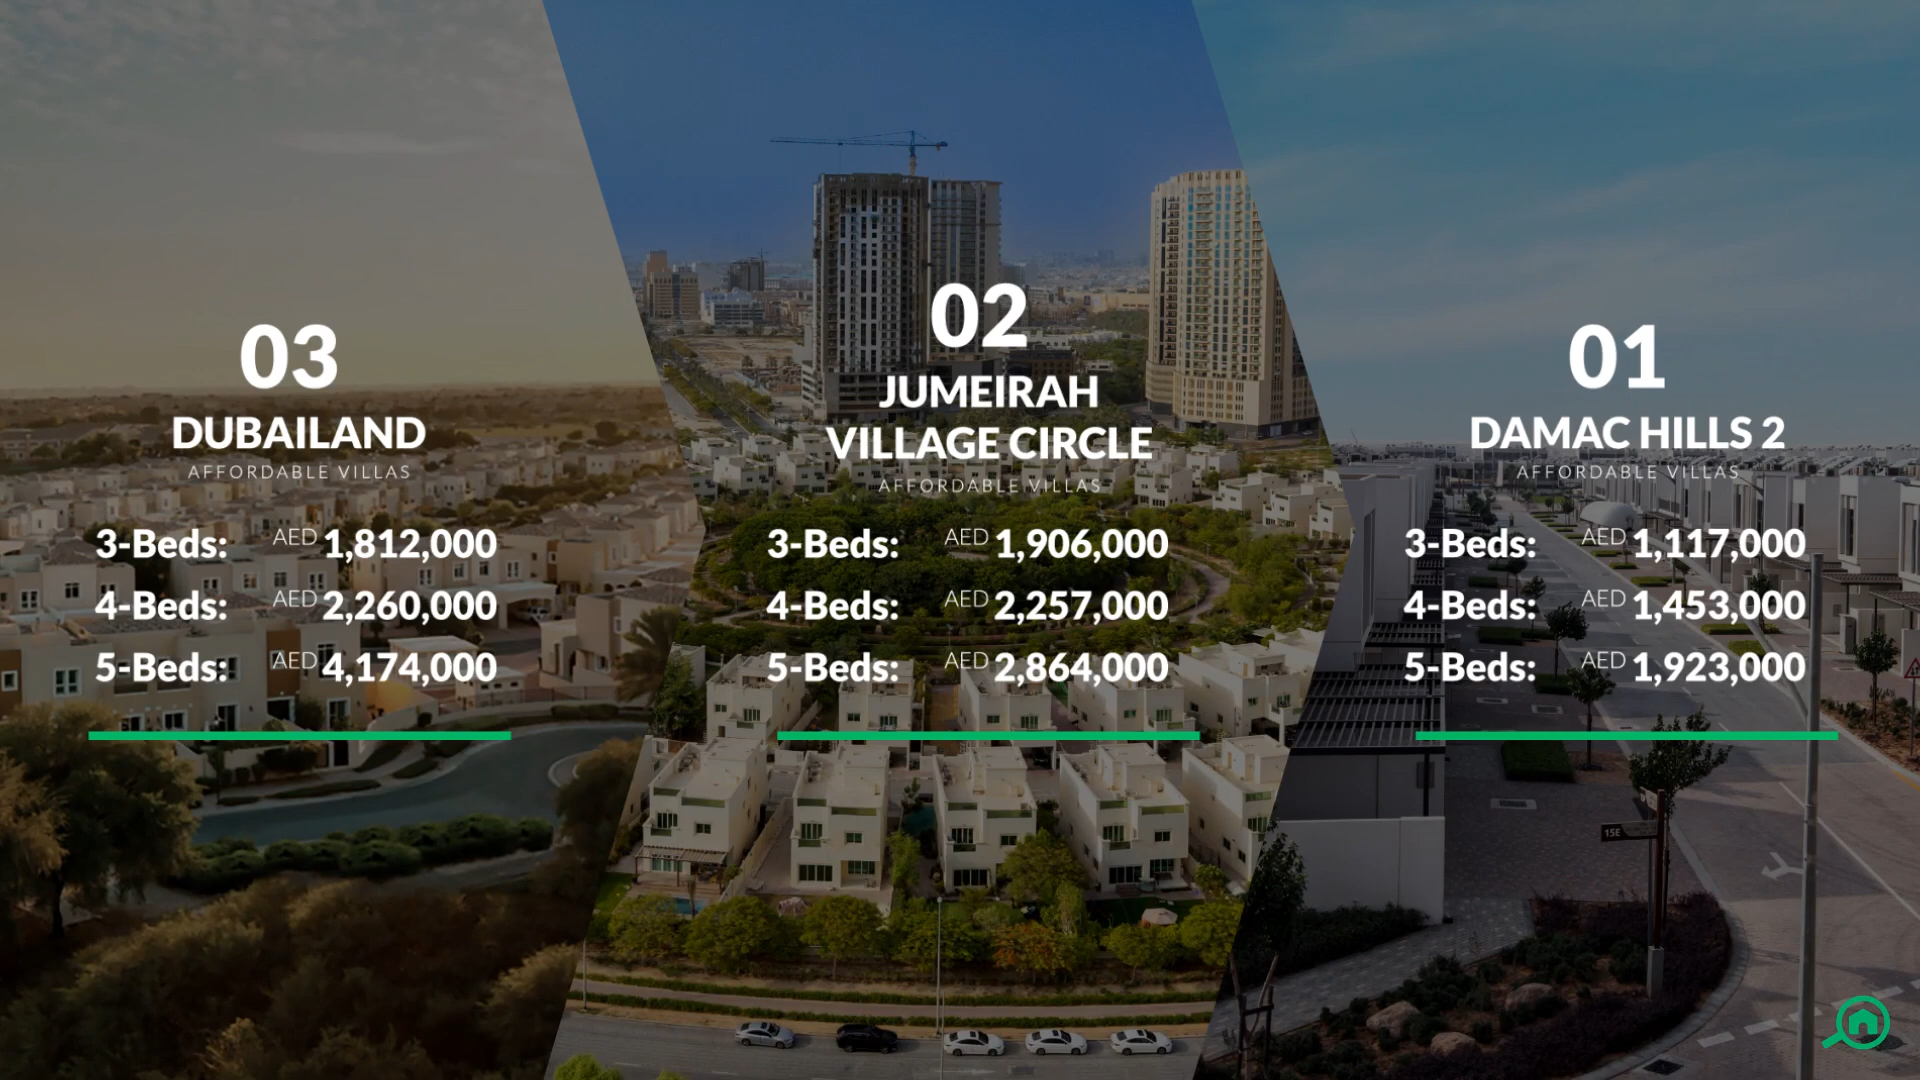 03
DUBAILAND
AFFORDABLE VILLAS
3-Beds: AED 1,812,000
4-Beds: AED 2,260,000
5-Beds: AED 4,174,000
02
JUMEIRAH
VILLAGE CIRCLE
AFFORDABLE VILLAS
3-Beds: AED 1,906,000
4-Beds: AED 2,257,000
5-Beds: AED 2,864,000
01
DAMAC HILLS 2
AFFORDABLE VILLAS
3-Beds: AED 1,117,000
4-Beds: AED 1,453,000
5-Beds: AED 1,923,000
15E